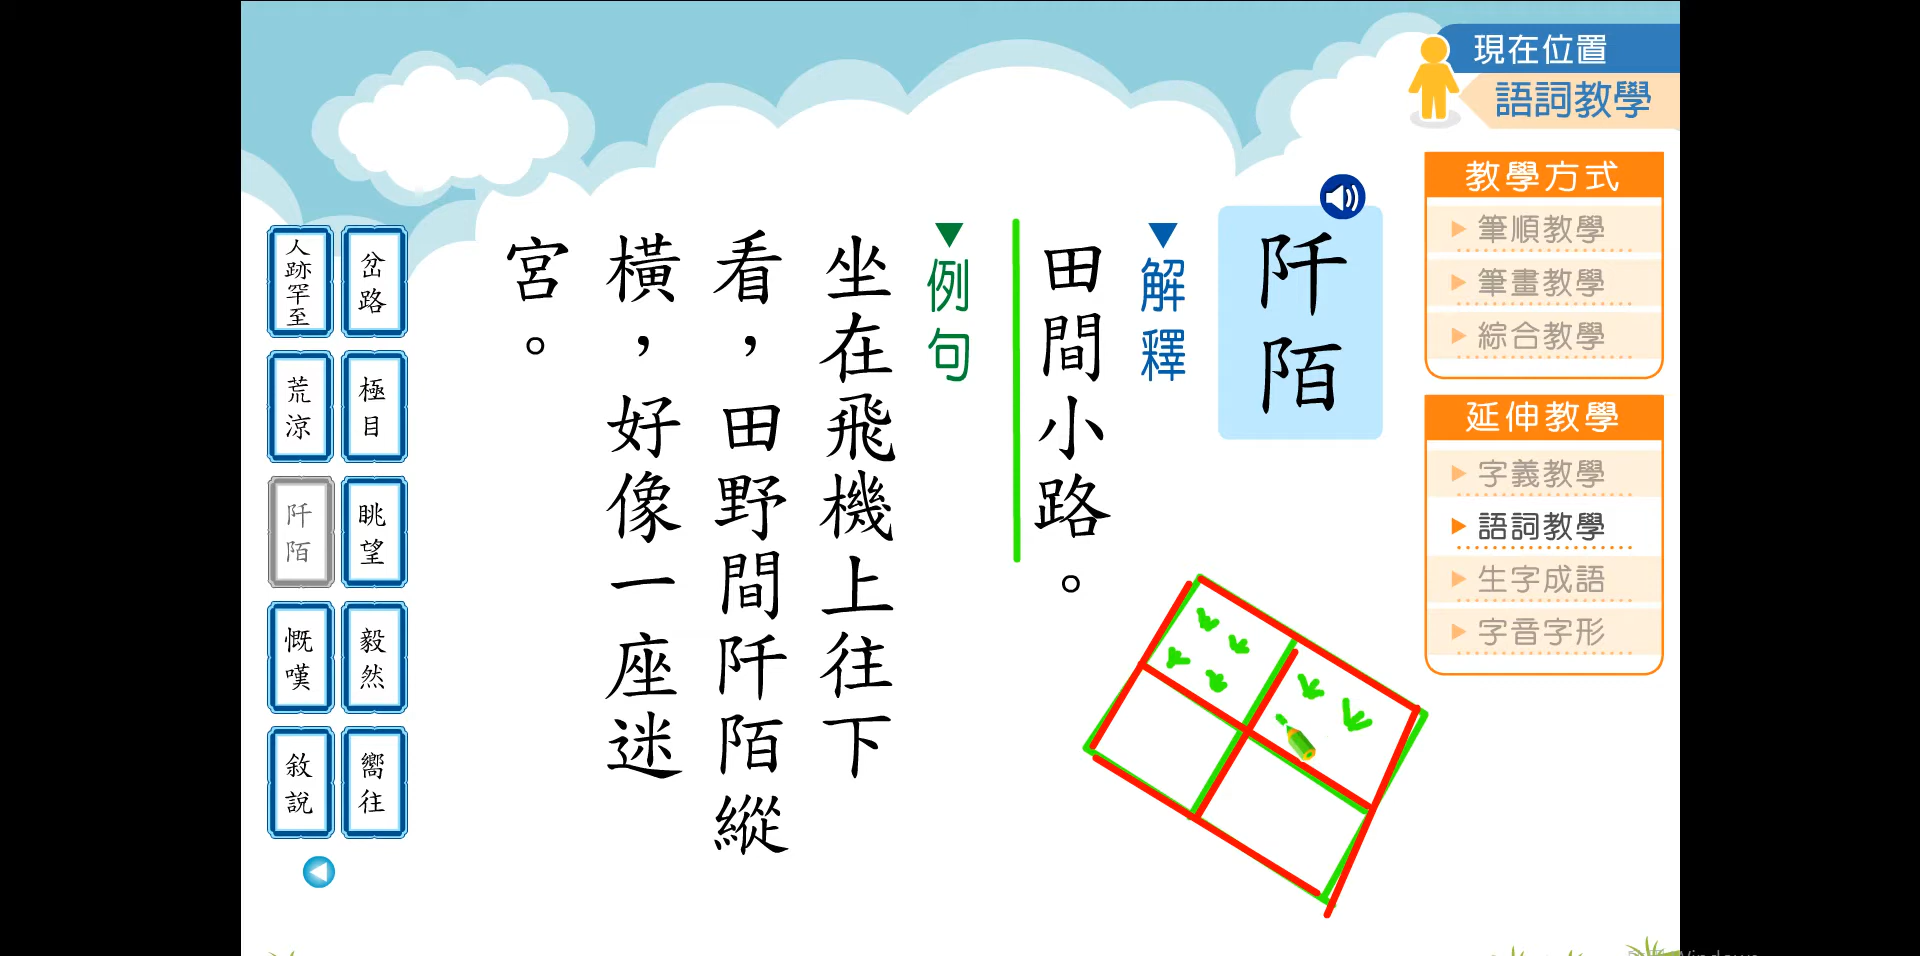 現在位置
語詞教學
教學方式
筆順教學
筆畫教學
綜合教學
延伸教學
字義教學
語詞教學
生字成語
字音字形
阡陌
解釋
田間小路。
例句
坐在飛機上往下
看，田野間阡陌縱
橫，好像一座迷
宮。
岔路
極目
眺望
毅然
嚮往
人跡罕至
荒涼
阡陌
慨嘆
敘說